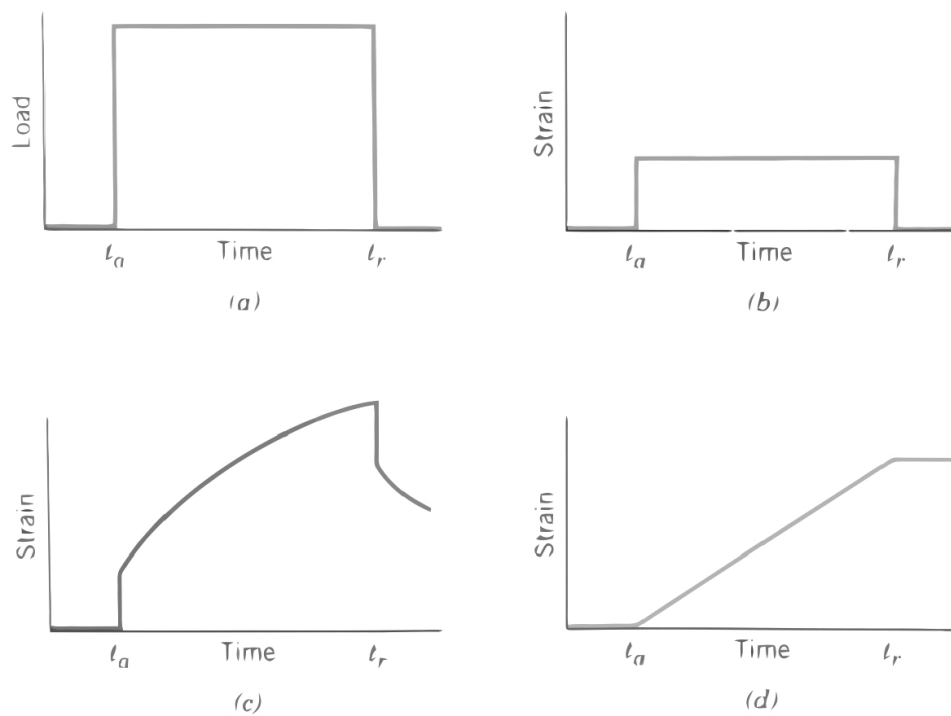 Load
t_a Time t_r
(a)
Strain
t_a Time t_r
(b)
Strain
t_a Time t_r
(c)
Strain
t_a Time t_r
(d)